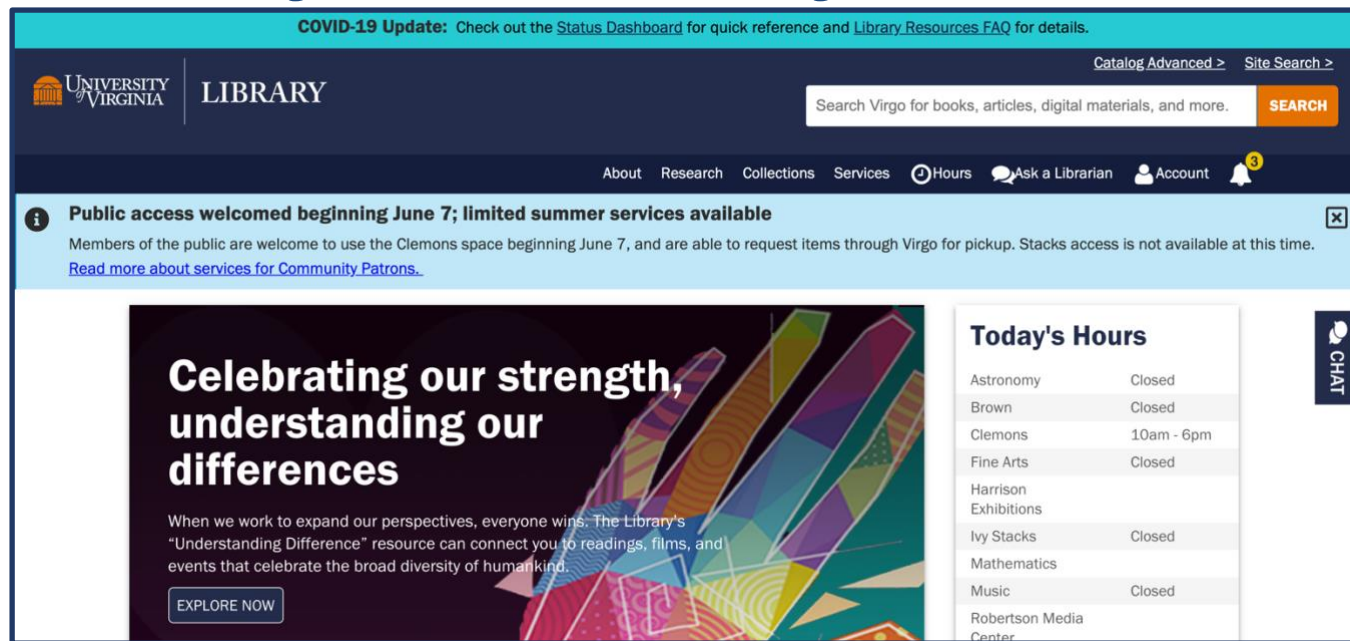 COVID-19 Update: Check out the Status Dashboard for quick reference and Library Resources FAQ for details.
Catalog Advanced > Site Search >
UNIVERSITY of VIRGINIA LIBRARY
Search Virgo for books, articles, digital materials, and more. SEARCH
About Research Collections Services Hours Ask a Librarian Account 3
Public access welcomed beginning June 7; limited summer services available
Members of the public are welcome to use the Clemons space beginning June 7, and are able to request items through Virgo for pickup. Stacks access is not available at this time.
Read more about services for Community Patrons.
Celebrating our strength,
understanding our
differences
When we work to expand our perspectives, everyone wins. The Library's
"Understanding Difference" resource can connect you to readings, films, and
events that celebrate the broad diversity of humankind.
EXPLORE NOW
Today's Hours
Astronomy Closed
Brown Closed
Clemons 10am - 6pm
Fine Arts Closed
Harrison
Exhibitions
Ivy Stacks Closed
Mathematics
Music Closed
Robertson Media
Center
CHAT